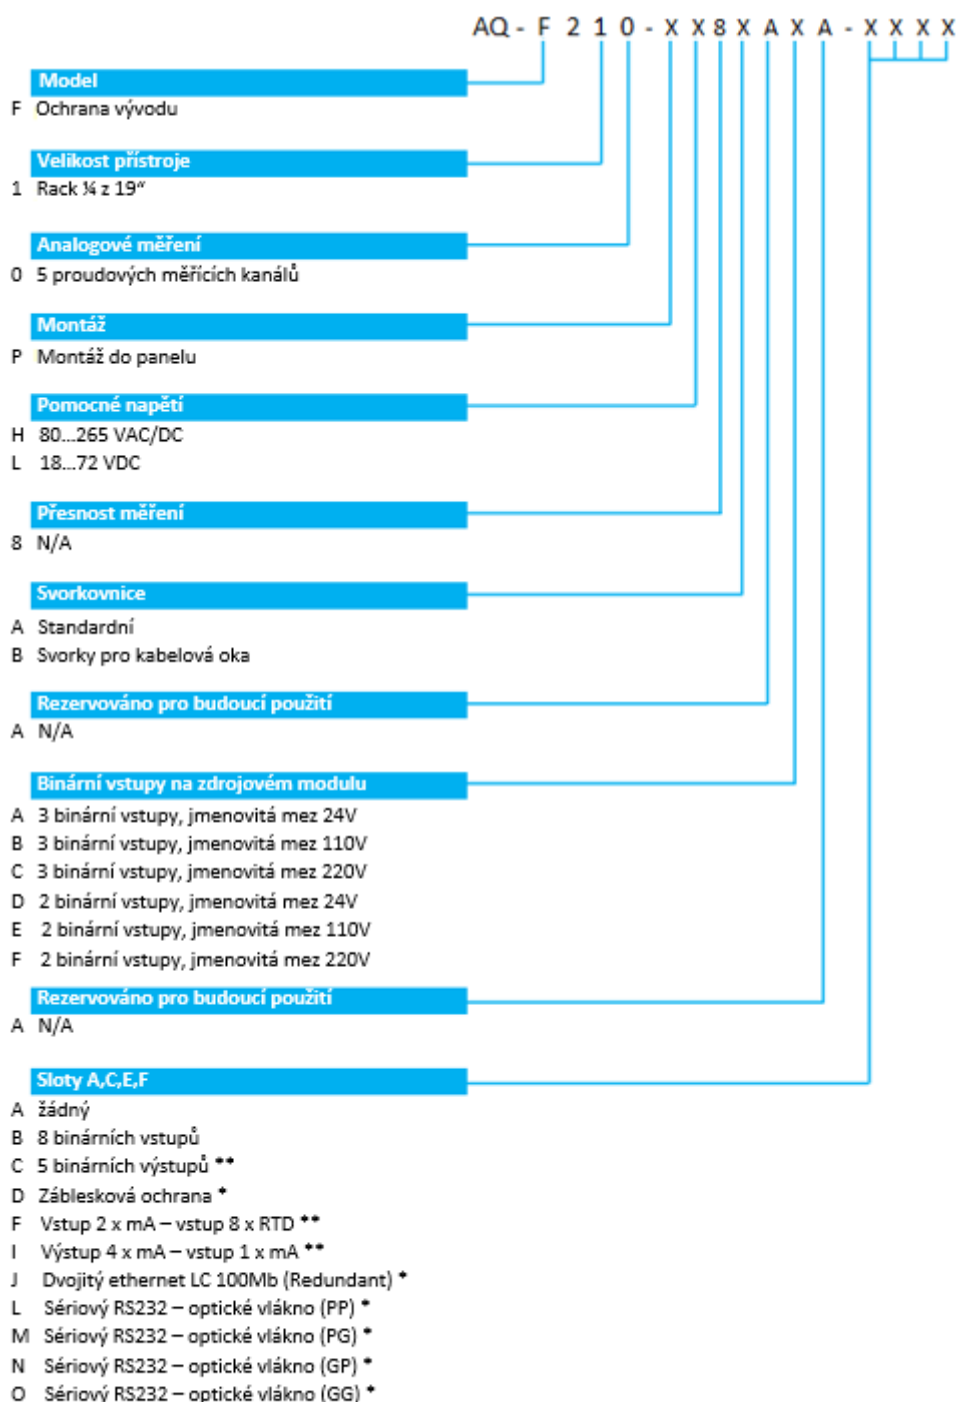 AQ - F 2 1 0 - X X 8 X A X A - X X X X
Model
F Ochrana vývodu
Velikost přístroje
1 Rack ¼ z 19“
Analogové měření
0 5 proudových měřících kanálů
Montáž
P Montáž do panelu
Pomocné napětí
H 80...265 VAC/DC
L 18...72 VDC
Přesnost měření
8 N/A
Svorkovnice
A Standardní
B Svorky pro kabelová oka
Rezervováno pro budoucí použití
A N/A
Binární vstupy na zdrojovém modulu
A 3 binární vstupy, jmenovitá mez 24V
B 3 binární vstupy, jmenovitá mez 110V
C 3 binární vstupy, jmenovitá mez 220V
D 2 binární vstupy, jmenovitá mez 24V
E 2 binární vstupy, jmenovitá mez 110V
F 2 binární vstupy, jmenovitá mez 220V
Rezervováno pro budoucí použití
A N/A
Sloty A,C,E,F
A žádný
B 8 binárních vstupů
C 5 binárních výstupů **
D Záblesková ochrana *
F Vstup 2 x mA – vstup 8 x RTD **
I Výstup 4 x mA – vstup 1 x mA **
J Dvojitý ethernet LC 100Mb (Redundant) *
L Sériový RS232 – optické vlákno (PP) *
M Sériový RS232 – optické vlákno (PG) *
N Sériový RS232 – optické vlákno (GP) *
O Sériový RS232 – optické vlákno (GG) *